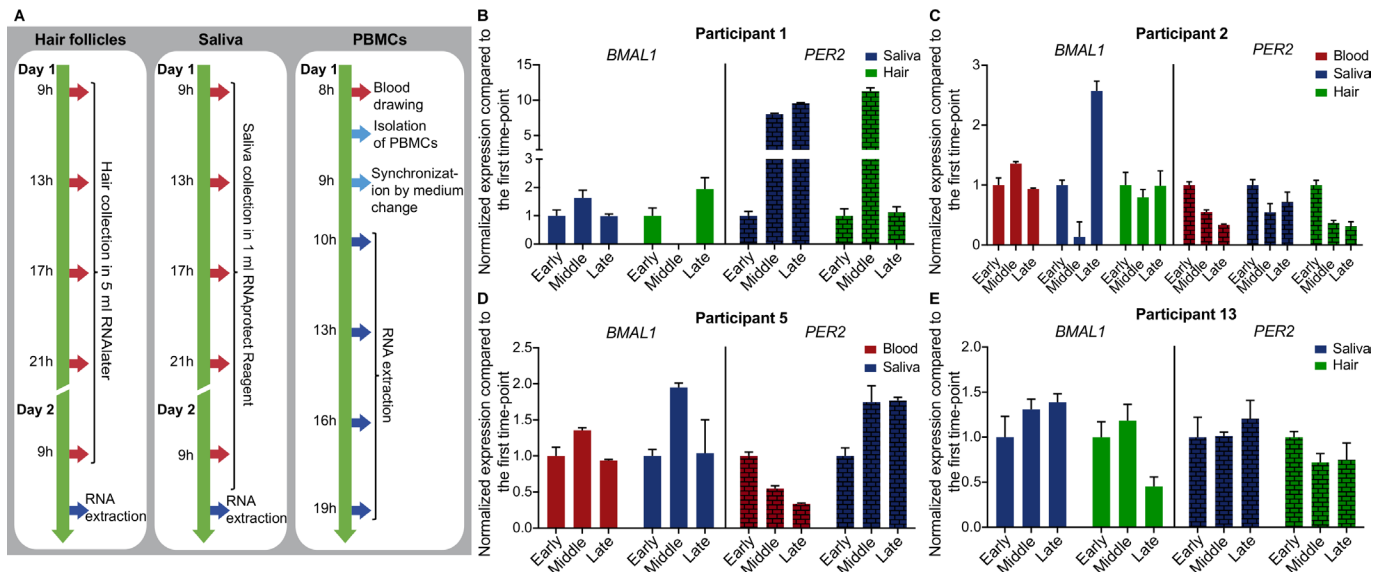 A
Hair follicles
Day 1
9h
13h
17h
21h
Day 2
9h
Hair collection in 5 ml RNAlater
RNA
extraction
Saliva
Day 1
9h
13h
17h
21h
Day 2
9h
Saliva collection in 1 ml RNAprotect Reagent
RNA
extraction
PBMCs
Day 1
8h
Blood
drawing
Isolation
of PBMCs
9h
Synchronizat-
ion by medium
change
10h
13h
16h
19h
RNA extraction
B
Participant 1
BMAL1
PER2
Saliva
Hair
Normalized expression compared to
the first time-point
15
10
5
3
2
1
0
Early
Middle
Late
Early
Middle
Late
Early
Middle
Late
Early
Middle
Late
C
Participant 2
BMAL1
PER2
Blood
Saliva
Hair
Normalized expression compared to
the first time-point
3
2
1
0
Early
Middle
Late
Early
Middle
Late
Early
Middle
Late
Early
Middle
Late
Early
Middle
Late
Early
Middle
Late
D
Participant 5
BMAL1
PER2
Blood
Saliva
Normalized expression compared to
the first time-point
2.5
2.0
1.5
1.0
0.5
0.0
Early
Middle
Late
Early
Middle
Late
Early
Middle
Late
Early
Middle
Late
E
Participant 13
BMAL1
PER2
Saliva
Hair
Normalized expression compared to
the first time-point
2.0
1.5
1.0
0.5
0.0
Early
Middle
Late
Early
Middle
Late
Early
Middle
Late
Early
Middle
Late